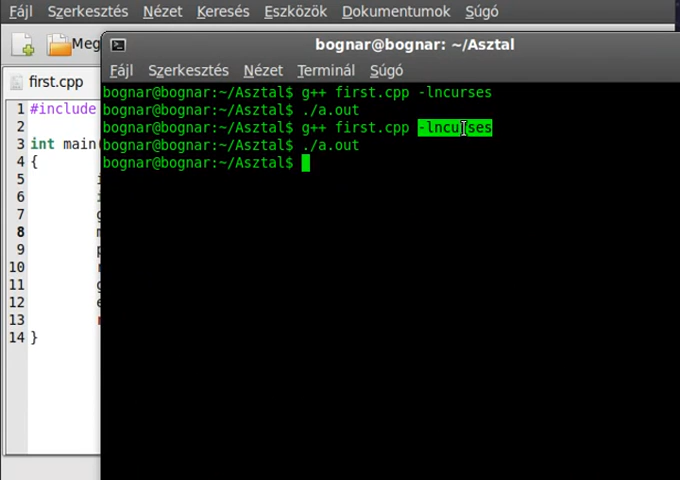 Fájl Szerkesztés Nézet Keresés Eszközök Dokumentumok Súgó
bognar@bognar: ~/Asztal
first.cpp
Fájl Szerkesztés Nézet Terminál Súgó
bognar@bognar:~/Asztal$ g++ first.cpp -lncurses
bognar@bognar:~/Asztal$ ./a.out
bognar@bognar:~/Asztal$ g++ first.cpp -lncurses
bognar@bognar:~/Asztal$ ./a.out
bognar@bognar:~/Asztal$
1 #include
2
3 int main(
4 {
5 i
6 i
7 g
8 m
9 p
10 r
11 g
12 e
13 r
14 }